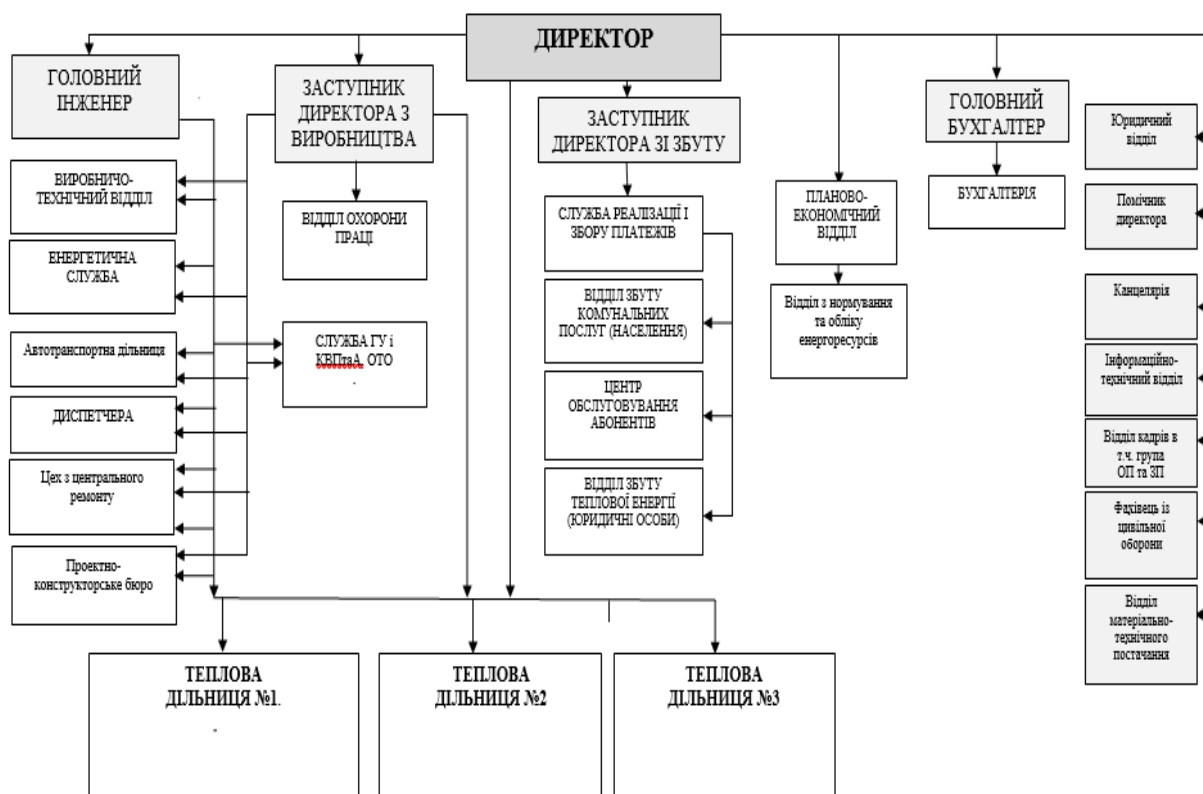 ДИРЕКТОР
ГОЛОВНИЙ
ІНЖЕНЕР
ЗАСТУПНИК
ДИРЕКТОРА З
ВИРОБНИЦТВА
ЗАСТУПНИК
ДИРЕКТОРА ЗІ ЗБУТУ
ГОЛОВНИЙ
БУХГАЛТЕР
Юридичний
відділ
ВИРОБНИЧО-
ТЕХНІЧНИЙ ВІДДІЛ
ВІДДІЛ ОХОРОНИ
ПРАЦІ
СЛУЖБА РЕАЛІЗАЦІЇ І
ЗБОРУ ПЛАТЕЖІВ
ПЛАНОВО-
ЕКОНОМІЧНИЙ
ВІДДІЛ
БУХГАЛТЕРІЯ
Помічник
директора
ЕНЕРГЕТИЧНА
СЛУЖБА
ВІДДІЛ ЗБУТУ
КОМУНАЛЬНИХ
ПОСЛУГ (НАСЕЛЕННЯ)
Відділ з нормування
та обліку
енергоресурсів
Канцелярія
Автотранспортна дільниця
СЛУЖБА ГУ і
КВПтаА, ОТО
ЦЕНТР
ОБСЛУГОВУВАННЯ
АБОНЕНТІВ
Інформаційно-
технічний відділ
ДИСПЕТЧЕРА
Відділ кадрів в
т.ч. група
ОП та ЗП
Цех з центрального
ремонту
ВІДДІЛ ЗБУТУ
ТЕПЛОВОЇ ЕНЕРГІЇ
(ЮРИДИЧНІ ОСОБИ)
Фахівець із
цивільної
оборони
Проектно-
конструкторське бюро
Відділ
матеріально-
технічного
постачання
ТЕПЛОВА
ДІЛЬНИЦЯ №1.
ТЕПЛОВА
ДІЛЬНИЦЯ №2
ТЕПЛОВА
ДІЛЬНИЦЯ №3